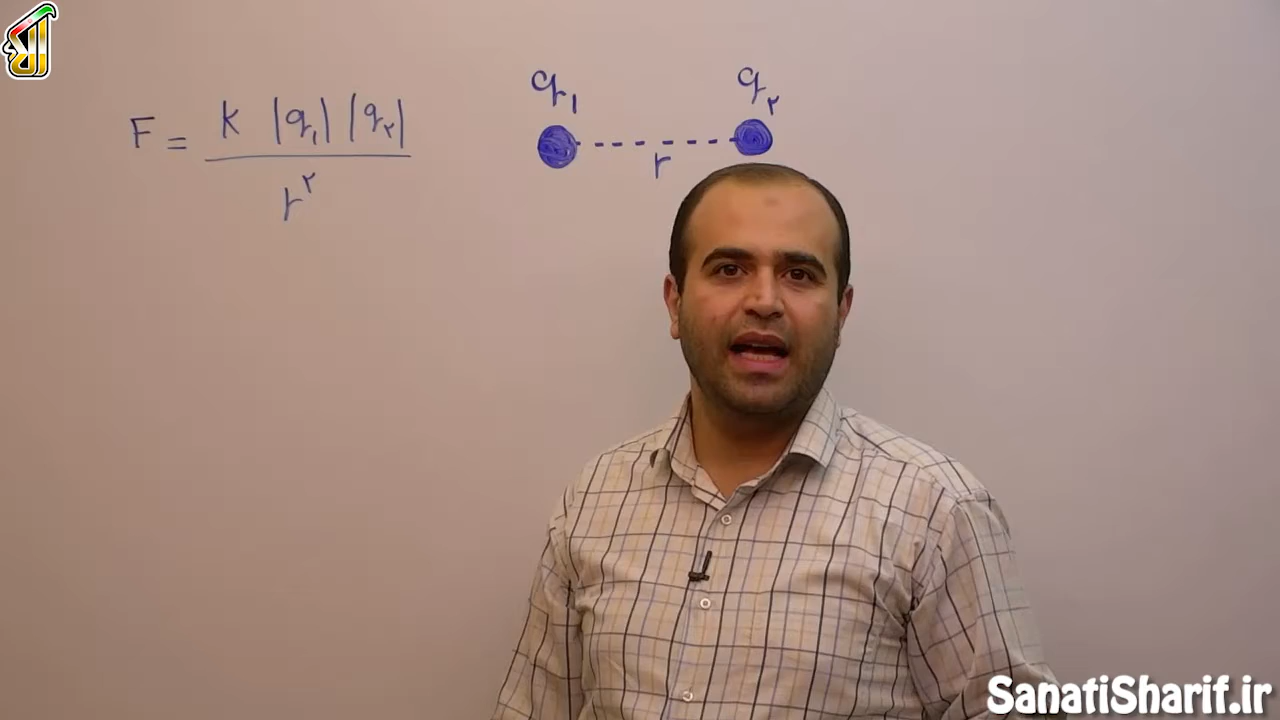 F = K |q۱| |q۲| / r۲
q۱ q۲
r
SanatiSharif.ir